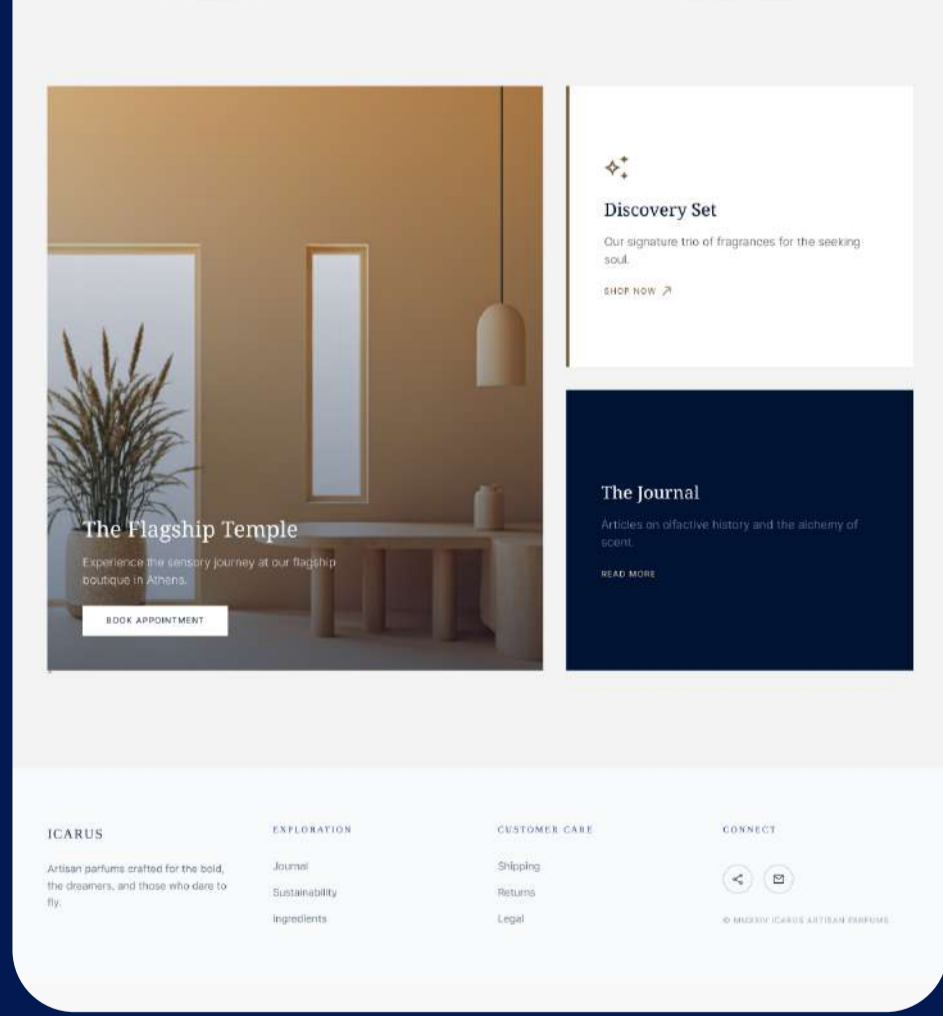 The Flagship Temple
Experience the sensory journey at our flagship
boutique in Athens.
BOOK APPOINTMENT
Discovery Set
Our signature trio of fragrances for the seeking
soul.
SHOP NOW
The Journal
Articles on olfactive history and the alchemy of
scent.
READ MORE
ICARUS
Artisan parfums crafted for the bold,
the dreamers, and those who dare to
fly.
EXPLORATION
Journal
Sustainability
Ingredients
CUSTOMER CARE
Shipping
Returns
Legal
CONNECT
© MMXXIV ICARUS ARTISAN PARFUMS